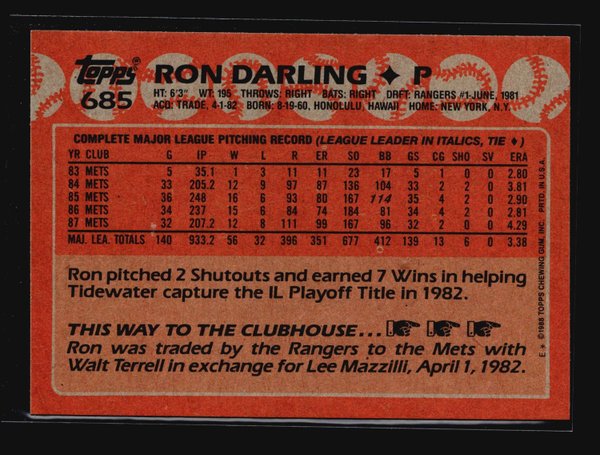 Topps®
685
RON DARLING ♦ P
HT: 6'3" WT: 195 THROWS: RIGHT BATS: RIGHT DRFT: RANGERS #1-JUNE, 1981
ACQ: TRADE, 4-1-82 BORN: 8-19-60, HONOLULU, HAWAII HOME: NEW YORK, N.Y.
COMPLETE MAJOR LEAGUE PITCHING RECORD (LEAGUE LEADER IN ITALICS, TIE ♦)
YR CLUB G IP W L R ER SO BB GS CG SHO SV ERA
83 METS 5 35.1 1 3 11 11 23 17 5 1 0 0 2.80
84 METS 33 205.2 12 9 97 87 136 104 33 2 2 0 3.81
85 METS 36 248 16 6 93 80 167 114 35 4 2 0 2.90
86 METS 34 237 15 6 84 74 184 81 34 4 2 0 2.81
87 METS 32 207.2 12 8 111 99 167 96 32 2 0 0 4.29
MAJ. LEA. TOTALS 140 933.2 56 32 396 351 677 412 139 13 6 0 3.38
Ron pitched 2 Shutouts and earned 7 Wins in helping
Tidewater capture the IL Playoff Title in 1982.
THIS WAY TO THE CLUBHOUSE...
Ron was traded by the Rangers to the Mets with
Walt Terrell in exchange for Lee Mazzilli, April 1, 1982.
E * ©1988 TOPPS CHEWING GUM, INC. PRTD. IN U.S.A.